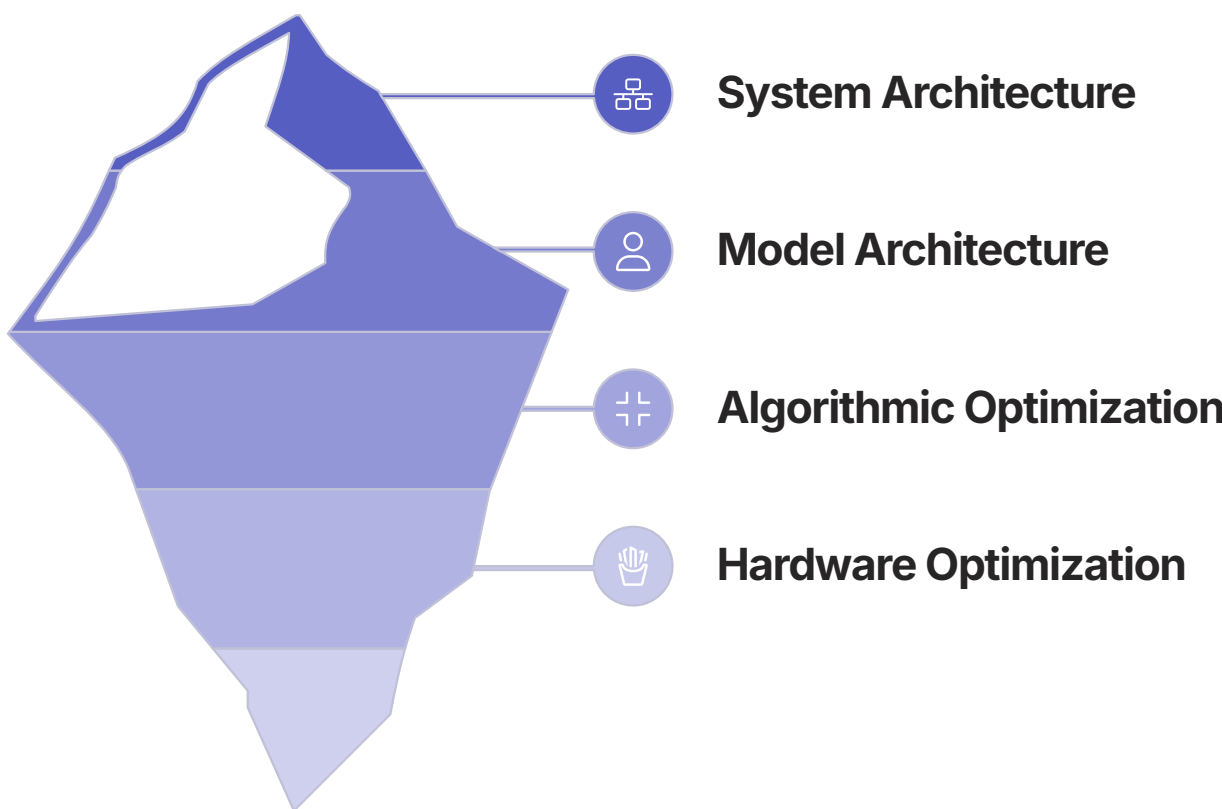 System Architecture
Model Architecture
Algorithmic Optimization
Hardware Optimization